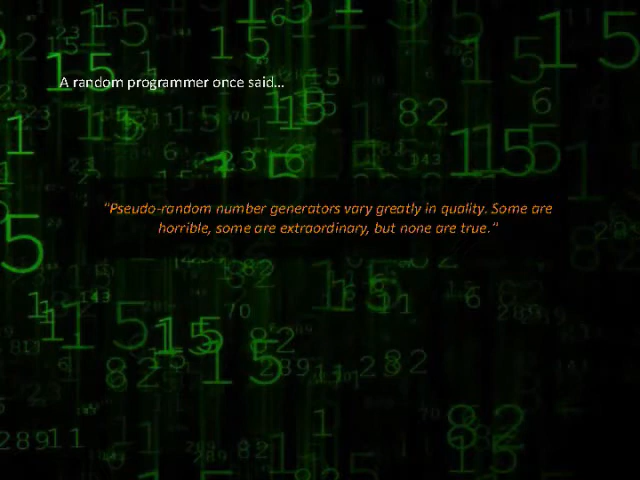 A random programmer once said...
"Pseudo-random number generators vary greatly in quality. Some are
horrible, some are extraordinary, but none are true."